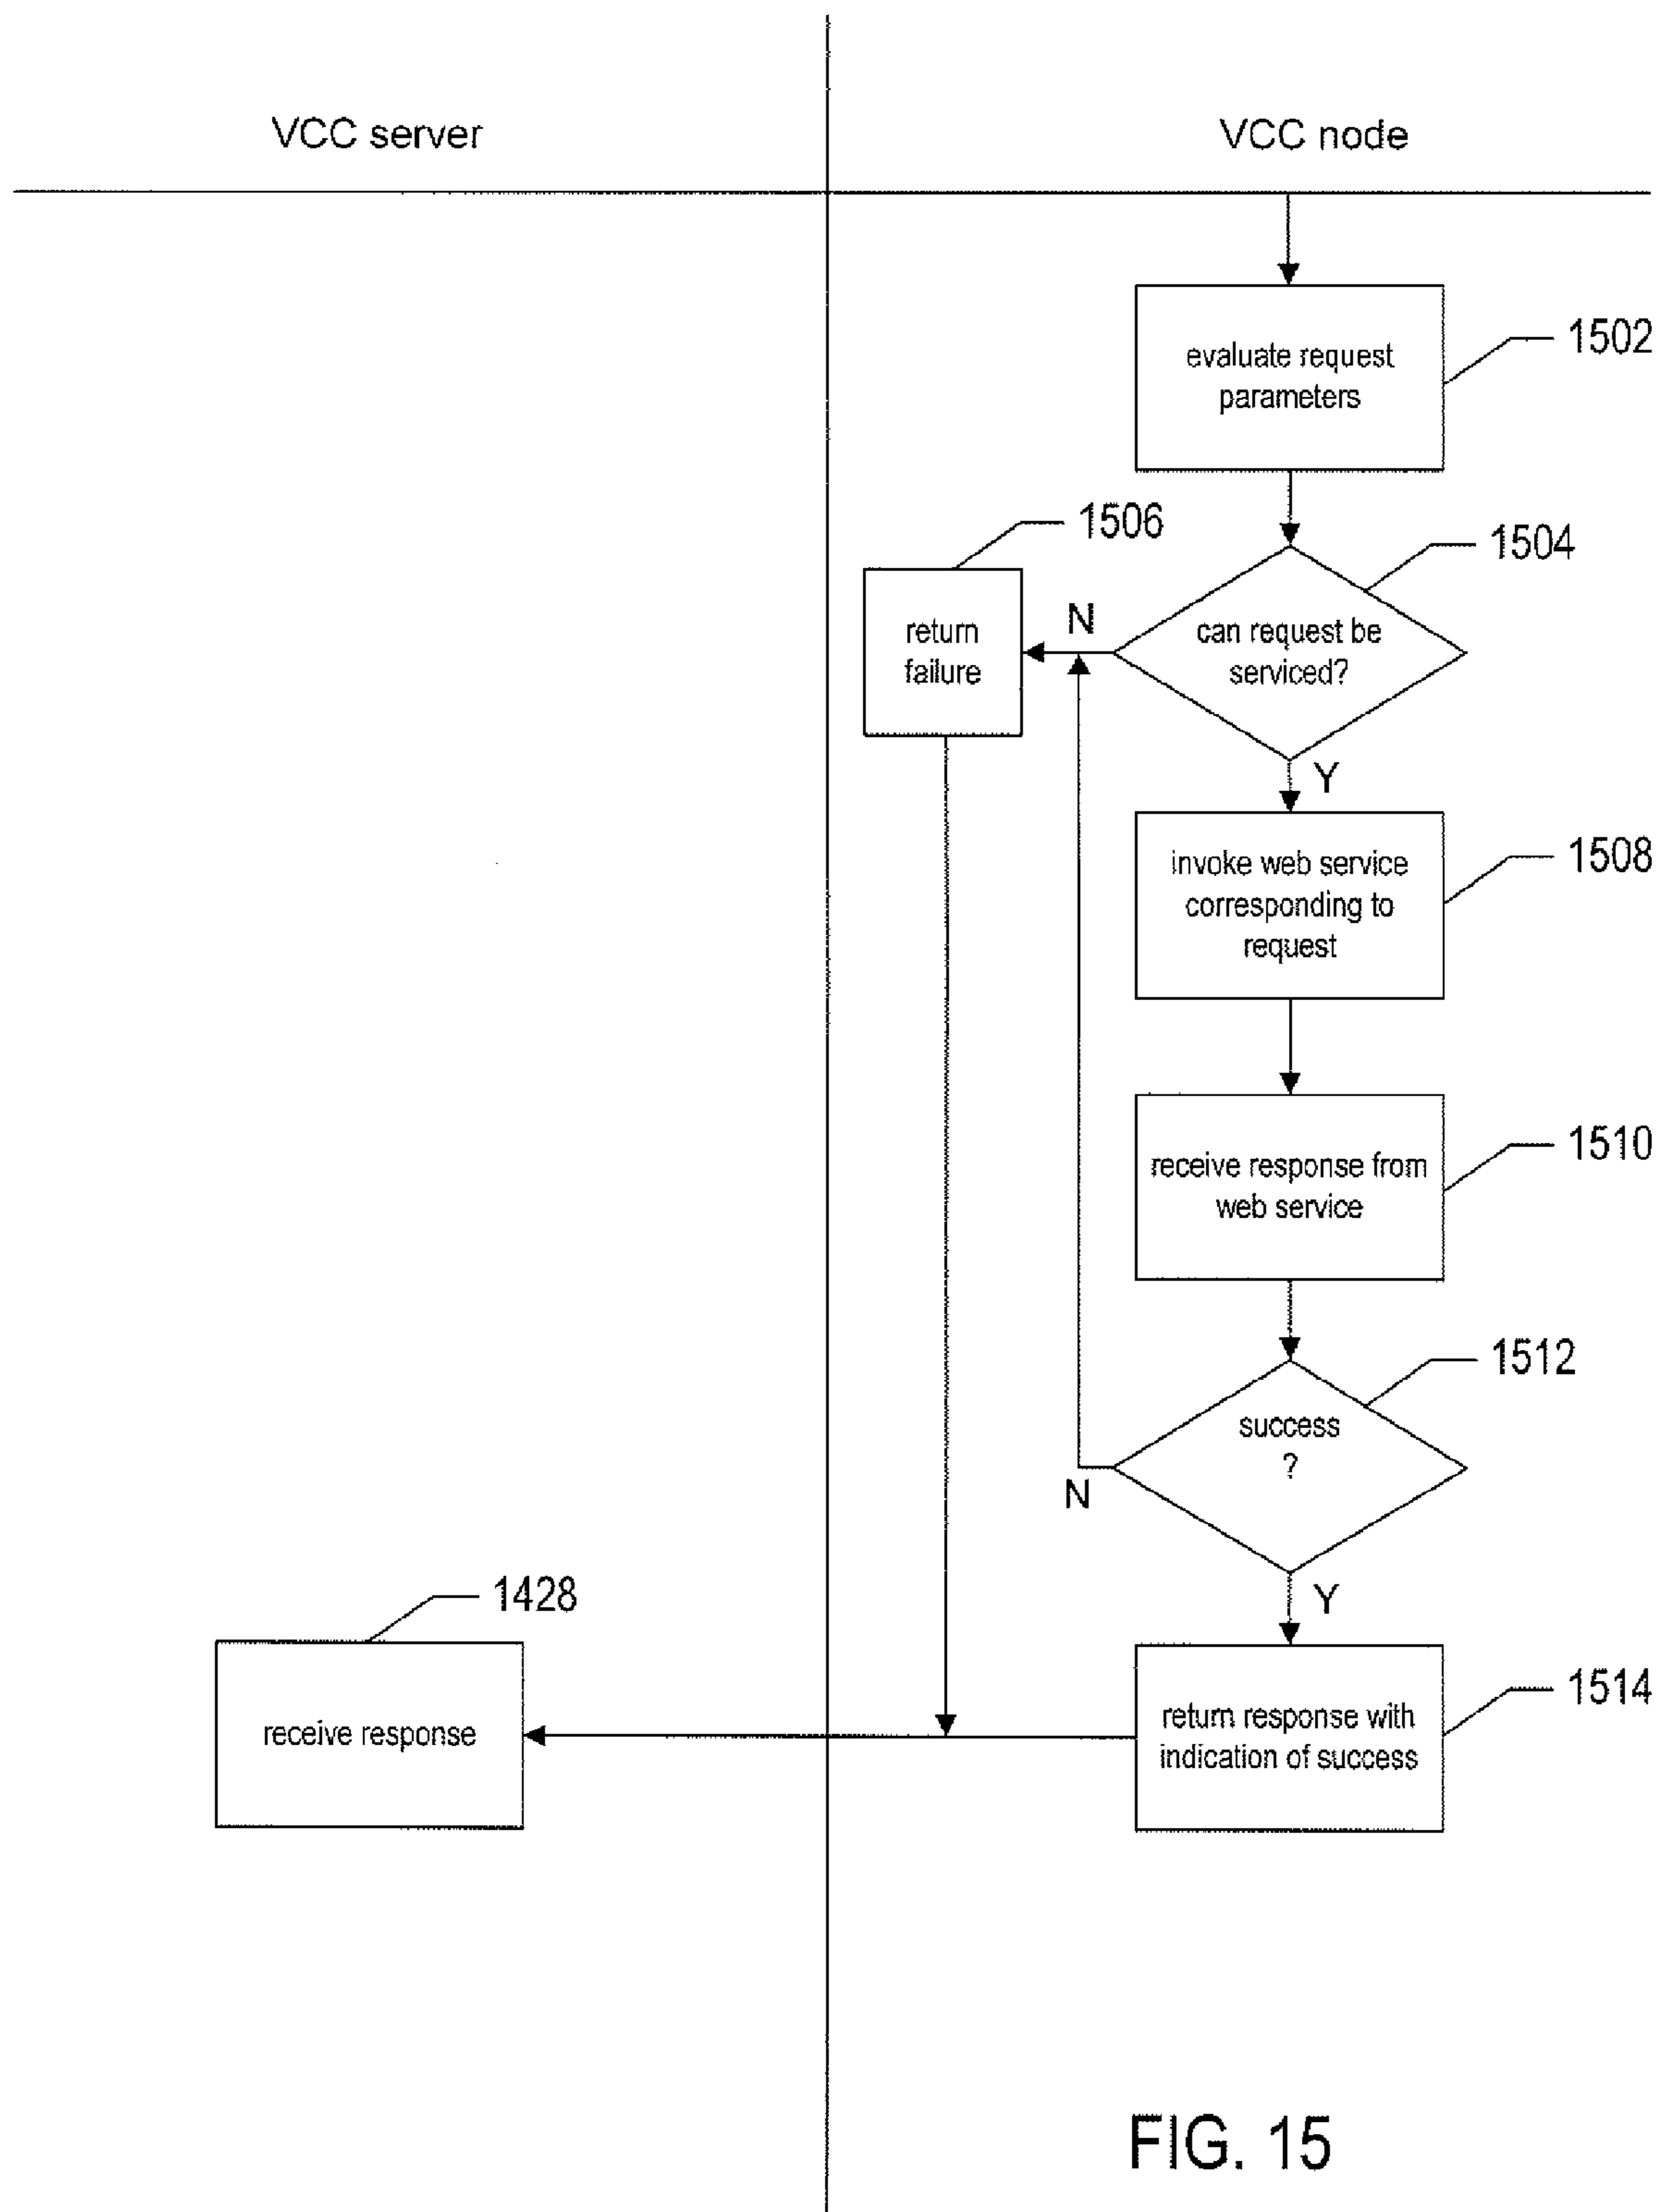 VCC server
VCC node
evaluate request
parameters
1502
1506
1504
return
failure
N
can request be
serviced?
Y
invoke web service
corresponding to
request
1508
receive response from
web service
1510
1512
success
?
N
Y
1428
receive response
return response with
indication of success
1514
FIG. 15